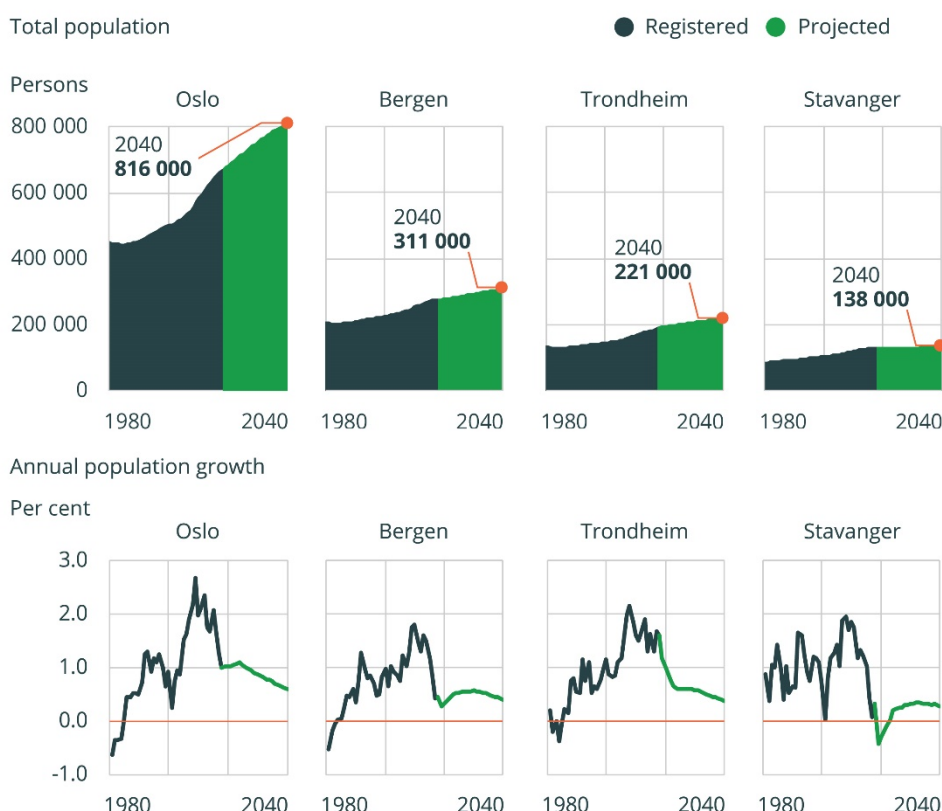 Total population
Registered Projected
Persons
Oslo Bergen Trondheim Stavanger
800 000
600 000
400 000
200 000
0
2040
816 000
2040
311 000
2040
221 000
2040
138 000
1980 2040 1980 2040 1980 2040 1980 2040
Annual population growth
Per cent
Oslo Bergen Trondheim Stavanger
3.0
2.0
1.0
0.0
-1.0
1980 2040 1980 2040 1980 2040 1980 2040